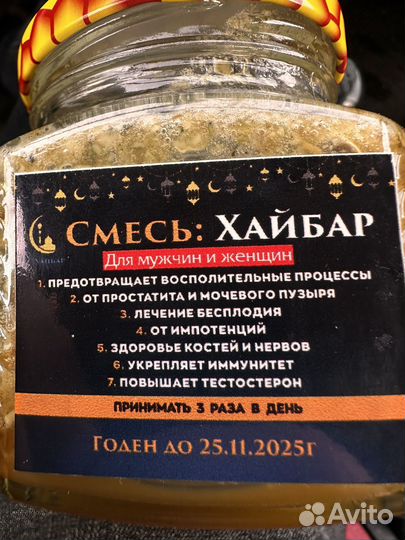 СМЕСЬ: ХАЙБАР
Для мужчин и женщин
1. ПРЕДОТВРАЩАЕТ ВОСПОЛИТЕЛЬНЫЕ ПРОЦЕССЫ
2. ОТ ПРОСТАТИТА И МОЧЕВОГО ПУЗЫРЯ
3. ЛЕЧЕНИЕ БЕСПЛОДИЯ
4. ОТ ИМПОТЕНЦИЙ
5. ЗДОРОВЬЕ КОСТЕЙ И НЕРВОВ
6. УКРЕПЛЯЕТ ИММУНИТЕТ
7. ПОВЫШАЕТ ТЕСТОСТЕРОН
ПРИНИМАТЬ 3 РАЗА В ДЕНЬ
ГОДЕН ДО 25.11.2025г
Avito